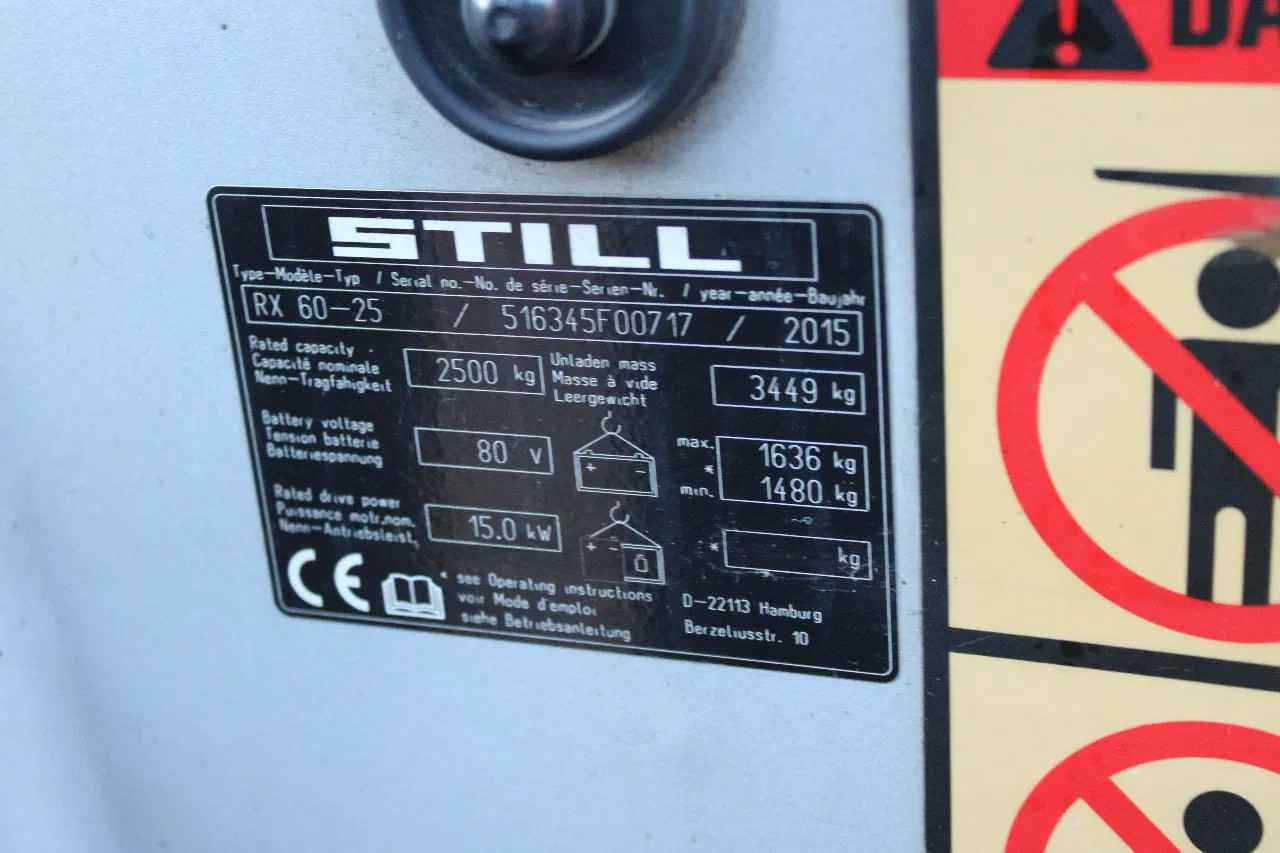 STILL
Type-Modèle-Typ / Serial no.-No. de série-Serien-Nr. / year-année-Baujahr
RX 60-25 / 516345F00717 / 2015
Rated capacity
Capacité nominale
Nenn-Tragfähigkeit
2500 kg
Unladen mass
Masse à vide
Leergewicht
3449 kg
Battery voltage
Tension batterie
Batteriespannung
80 V
+ -
max. 1636 kg
*
min. 1480 kg
Rated drive power
Puissance motr.nom.
Nenn-Antriebsleist.
15.0 kW
+ -
* kg
CE
* see Operating instructions
voir Mode d'emploi
siehe Betriebsanleitung
D-22113 Hamburg
Berzeliusstr. 10